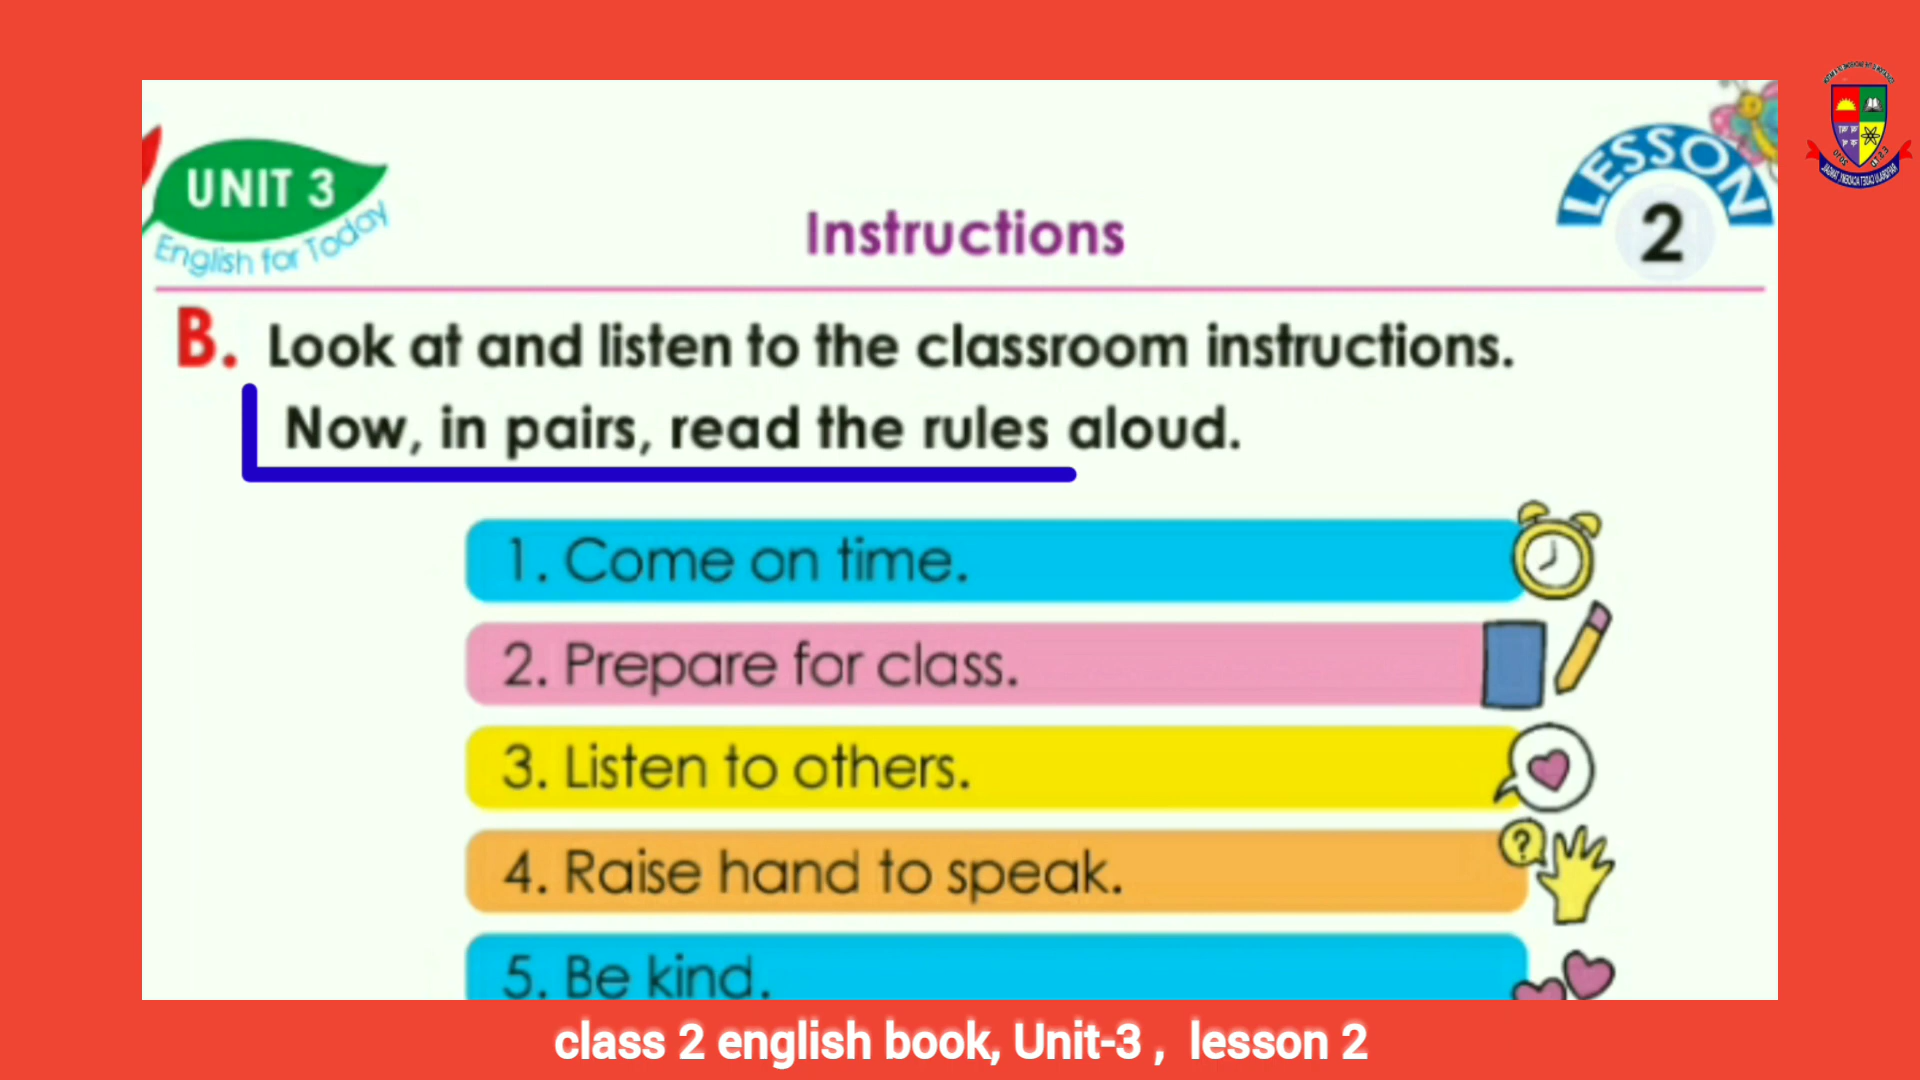 UNIT 3
English for Today
Instructions
LESSON
2
B. Look at and listen to the classroom instructions.
Now, in pairs, read the rules aloud.
1. Come on time.
2. Prepare for class.
3. Listen to others.
4. Raise hand to speak.
?
5. Be kind.
class 2 english book, Unit-3 , lesson 2